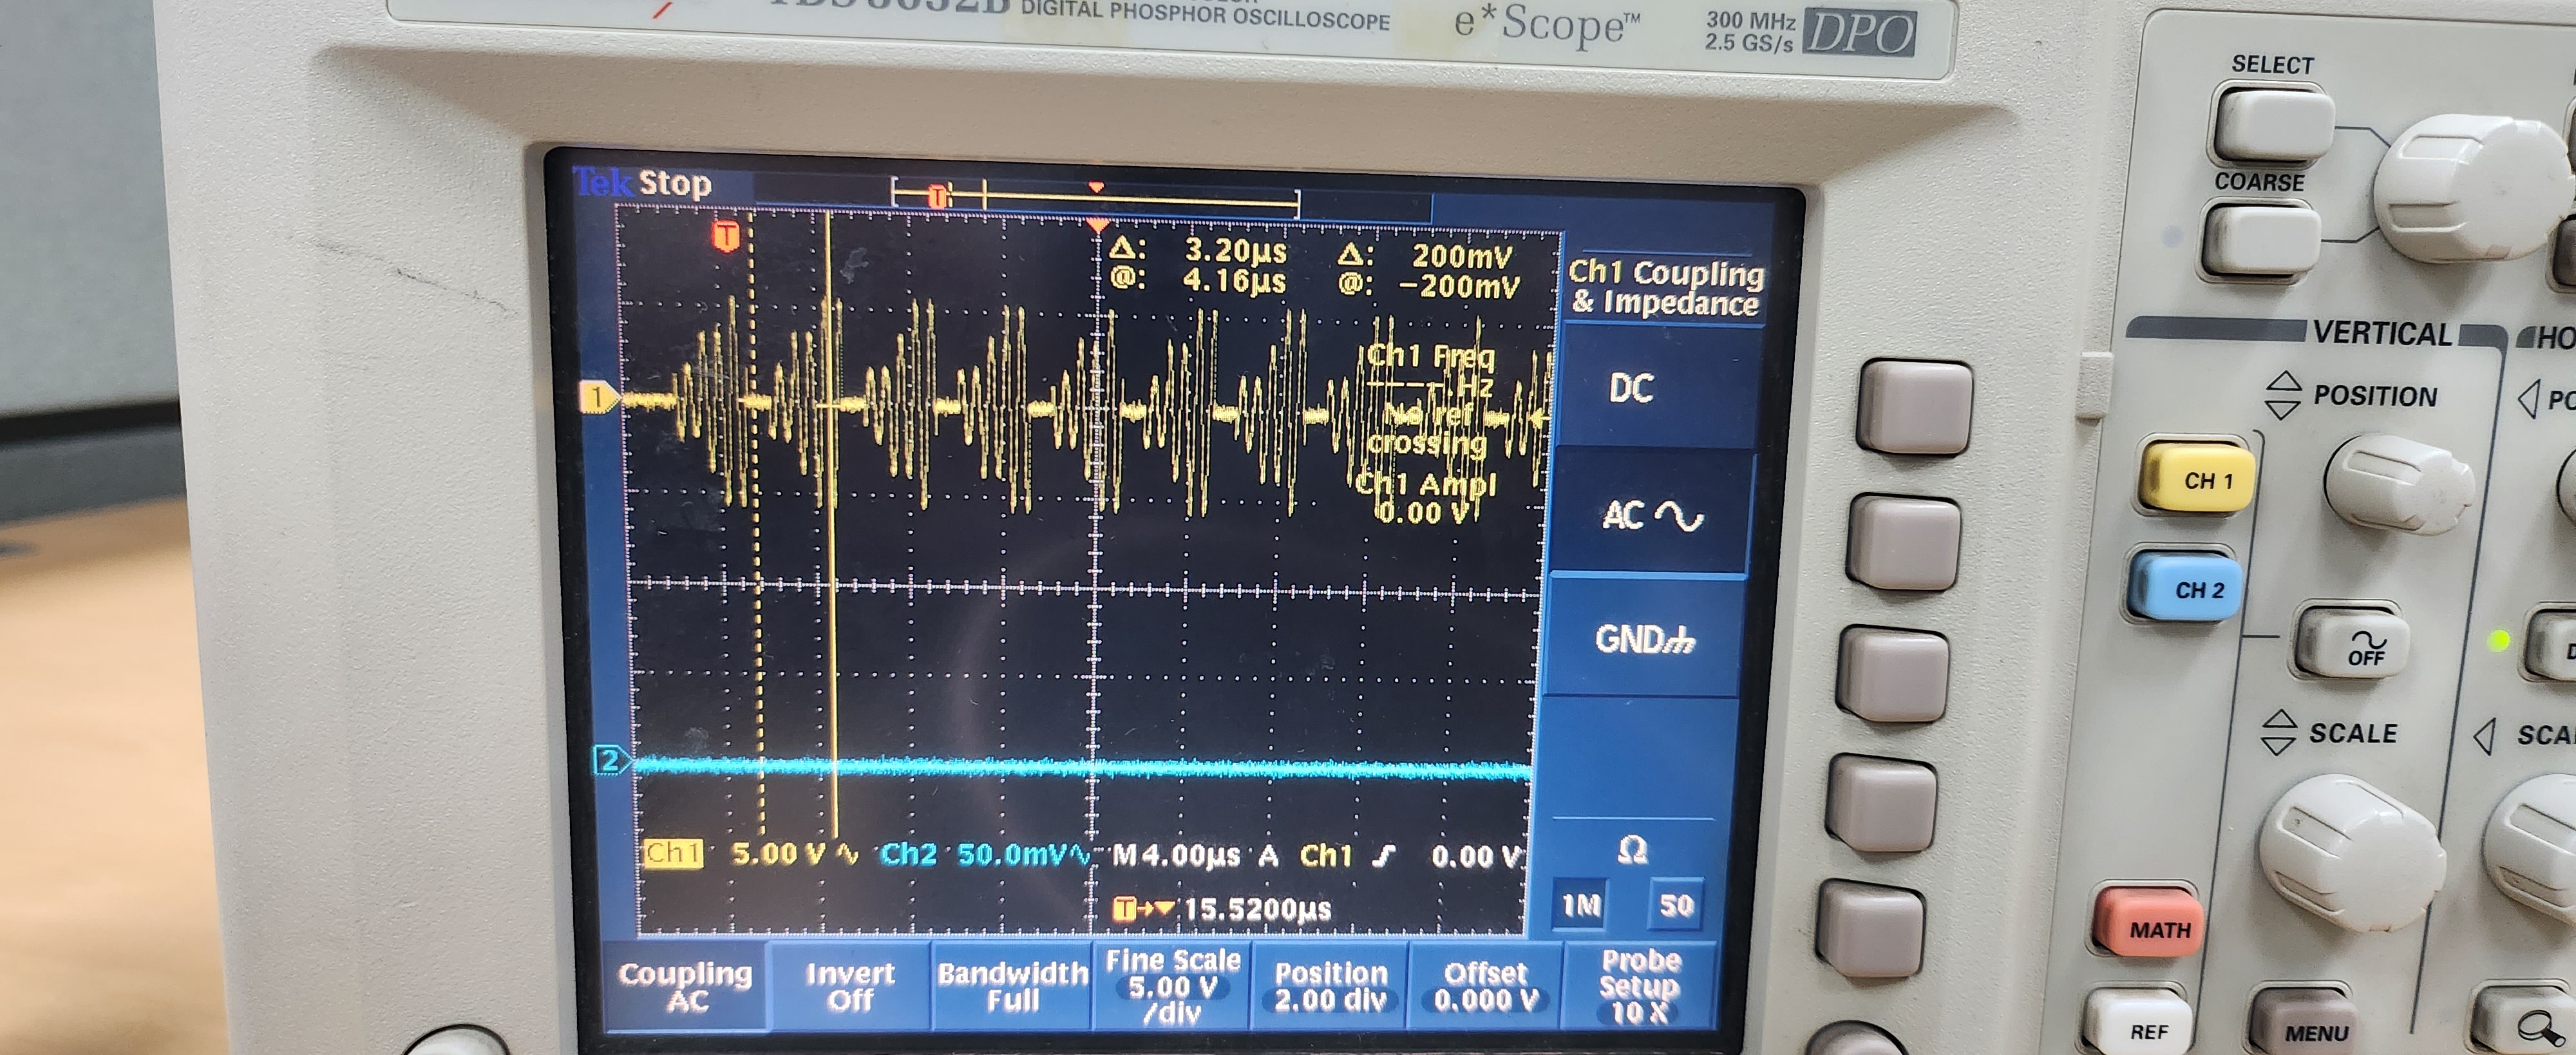 TDS3032B DIGITAL PHOSPHOR OSCILLOSCOPE e*Scope™ 300 MHz
2.5 GS/s DPO
Tek Stop
T
T
Δ: 3.20µs Δ: 200mV
@: 4.16µs @: -200mV
Ch1 Freq
Hz
No ref
crossing
Ch1 Ampl
0.00 V
1
2
Ch1 5.00 V Ch2 50.0mV M 4.00µs A Ch1 0.00 V
T 15.5200µs
Ch1 Coupling
& Impedance
DC
AC
GND
Ω
1M 50
Coupling
AC
Invert
Off
Bandwidth
Full
Fine Scale
5.00 V
/div
Position
2.00 div
Offset
0.000 V
Probe
Setup
10 X
SELECT
COARSE
VERTICAL
HO
POSITION
PO
CH 1
CH 2
OFF
SCALE
SCA
MATH
REF
MENU